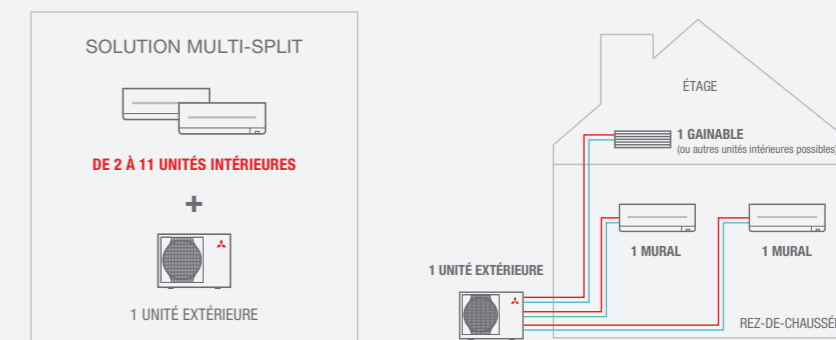 SOLUTION MULTI-SPLIT
DE 2 À 11 UNITÉS INTÉRIEURES
+
1 UNITÉ EXTÉRIEURE
ÉTAGE
1 GAINABLE
(ou autres unités intérieures possibles)
1 MURAL
1 MURAL
1 UNITÉ EXTÉRIEURE
REZ-DE-CHAUSSÉE